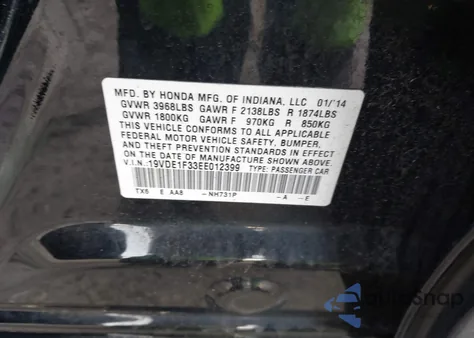 MFD. BY HONDA MFG. OF INDIANA, LLC 01/'14
GVWR 3968LBS GAWR F 2138LBS R 1874LBS
GVWR 1800KG GAWR F 970KG R 850KG
THIS VEHICLE CONFORMS TO ALL APPLICABLE
FEDERAL MOTOR VEHICLE SAFETY, BUMPER,
AND THEFT PREVENTION STANDARDS IN EFFECT
ON THE DATE OF MANUFACTURE SHOWN ABOVE.
V.I.N.:19VDE1F33EE012399 TYPE: PASSENGER CAR
TX6 E AA8 -NH731P -A -E
AutoSnap